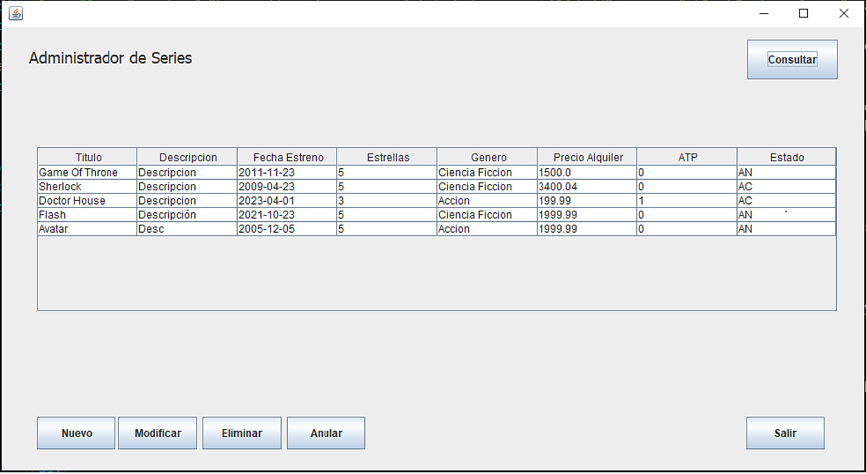 Administrador de Series
Consultar
Titulo Descripcion Fecha Estreno Estrellas Genero Precio Alquiler ATP Estado
Game Of Throne Descripcion 2011-11-23 5 Ciencia Ficcion 1500.0 0 AN
Sherlock Descripcion 2009-04-23 5 Ciencia Ficcion 3400.04 0 AC
Doctor House Descripcion 2023-04-01 3 Accion 199.99 1 AC
Flash Descripción 2021-10-23 5 Ciencia Ficcion 1999.99 0 AN
Avatar Desc 2005-12-05 5 Accion 1999.99 0 AN
Nuevo Modificar Eliminar Anular Salir